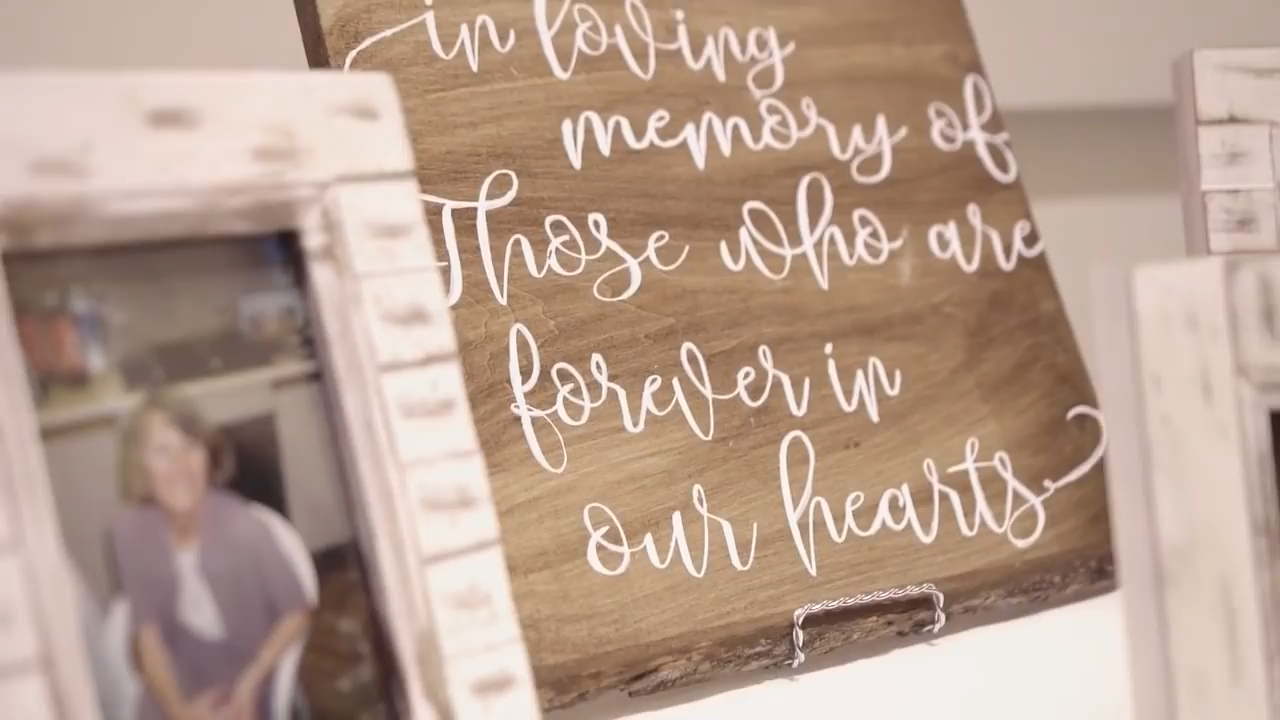 in loving
memory of
Those who are
forever in
our hearts